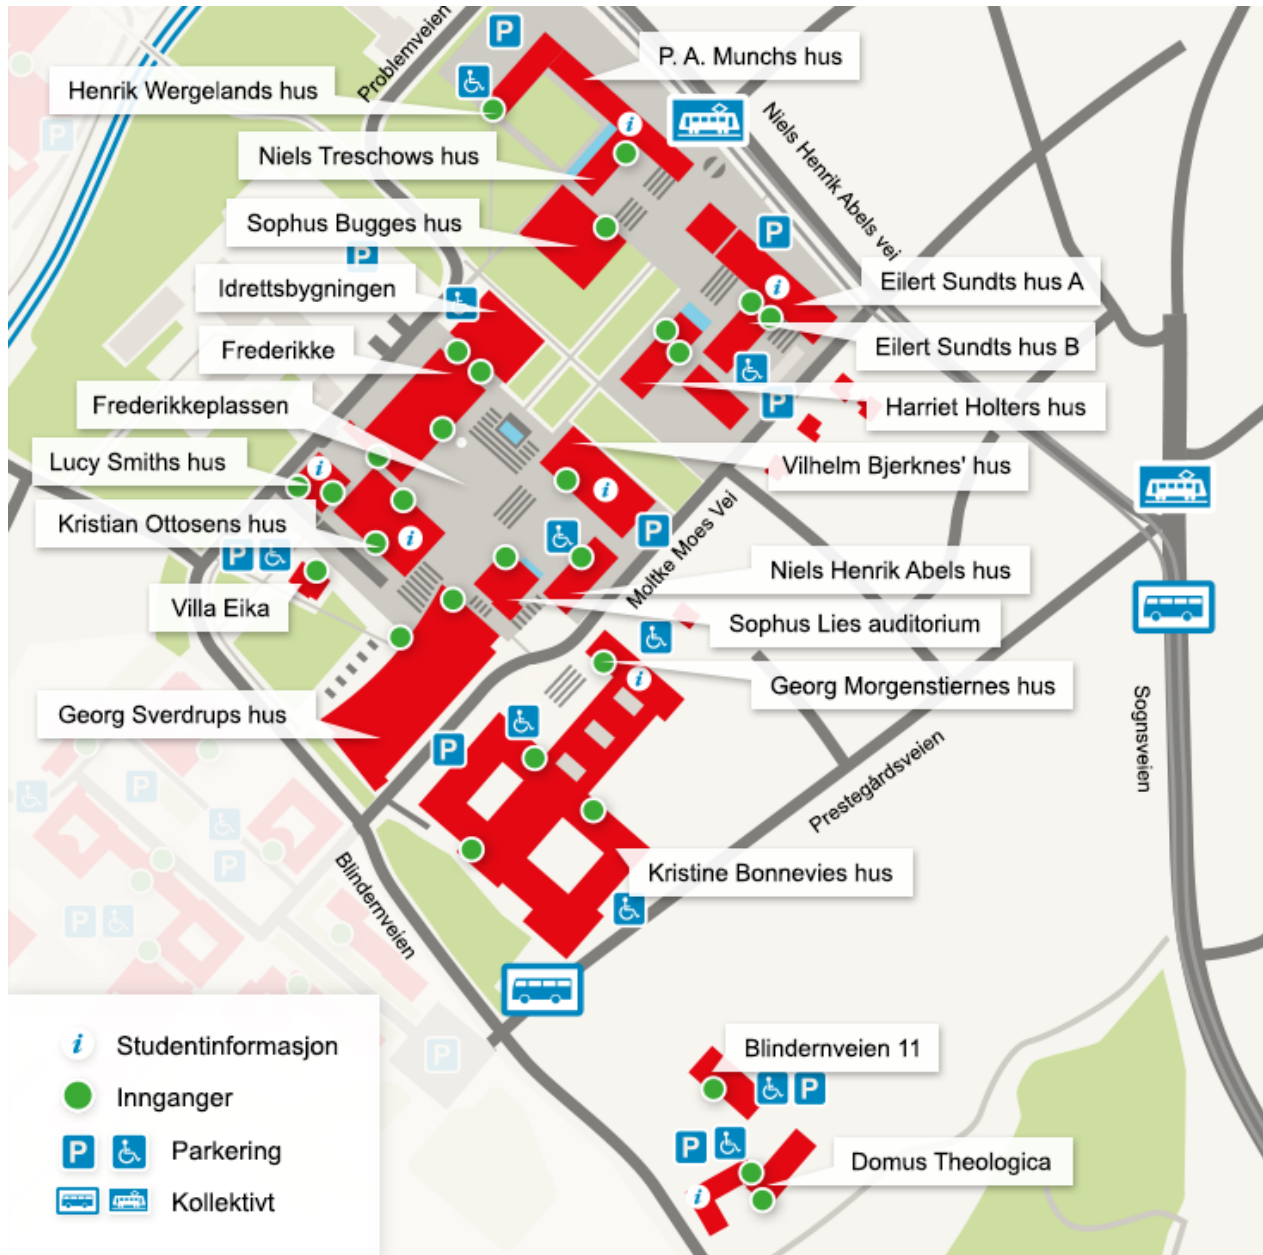 Problemveien
P
P. A. Munchs hus
Henrik Wergelands hus
i
Niels Henrik Abels vei
P
Niels Treschows hus
Sophus Bugges hus
P
P
Idrettsbygningen
Eilert Sundts hus A
i
Frederikke
Eilert Sundts hus B
Frederikkeplassen
P
Harriet Holters hus
Lucy Smiths hus
i
Vilhelm Bjerknes' hus
i
Kristian Ottosens hus
i
Moltke Moes Vei
P
P
Niels Henrik Abels hus
Villa Eika
Sophus Lies auditorium
Georg Morgenstiernes hus
i
Georg Sverdrups hus
Sognsveien
P
P
Prestegårdsveien
P
Kristine Bonnevies hus
Blindernveien
P
i Studentinformasjon
P
Blindernveien 11
Innganger
P
P Parkering
P
Domus Theologica
i
Kollektivt